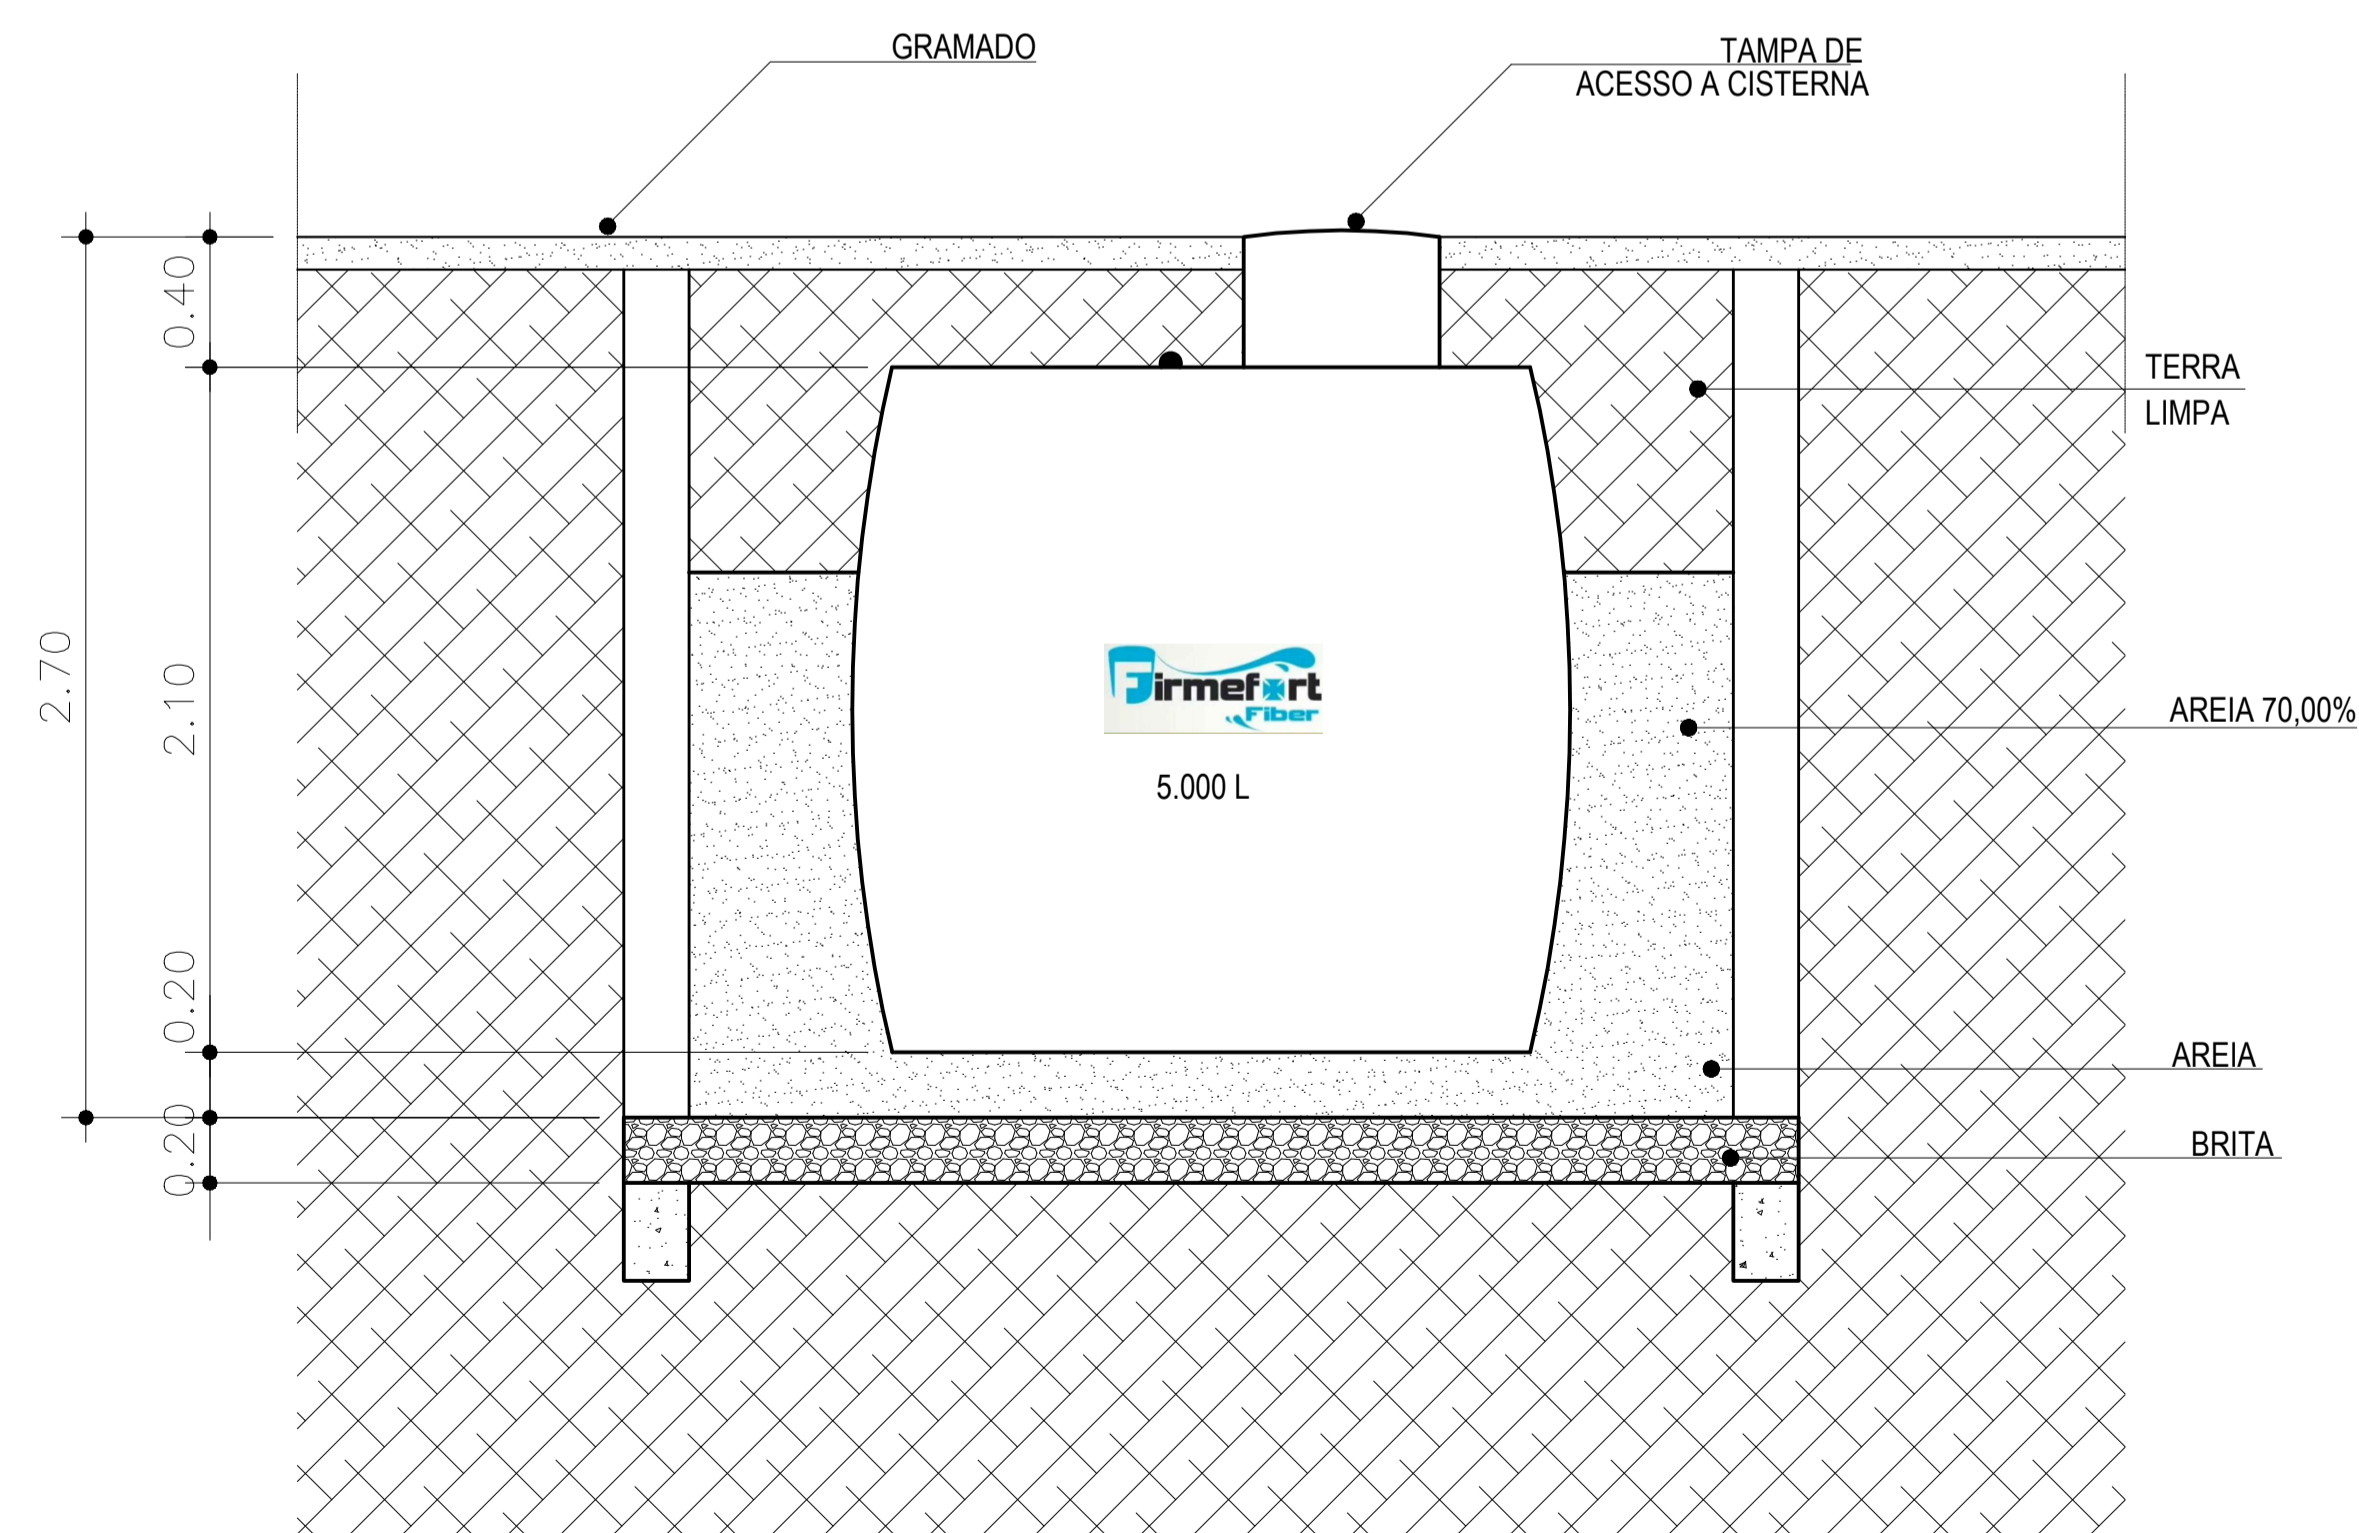 GRAMADO
TAMPA DE
ACESSO A CISTERNA
0.40
TERRA
LIMPA
2.70
2.10
Firmefort
Fiber
AREIA 70,00%
5.000 L
0.20
AREIA
0.20
BRITA